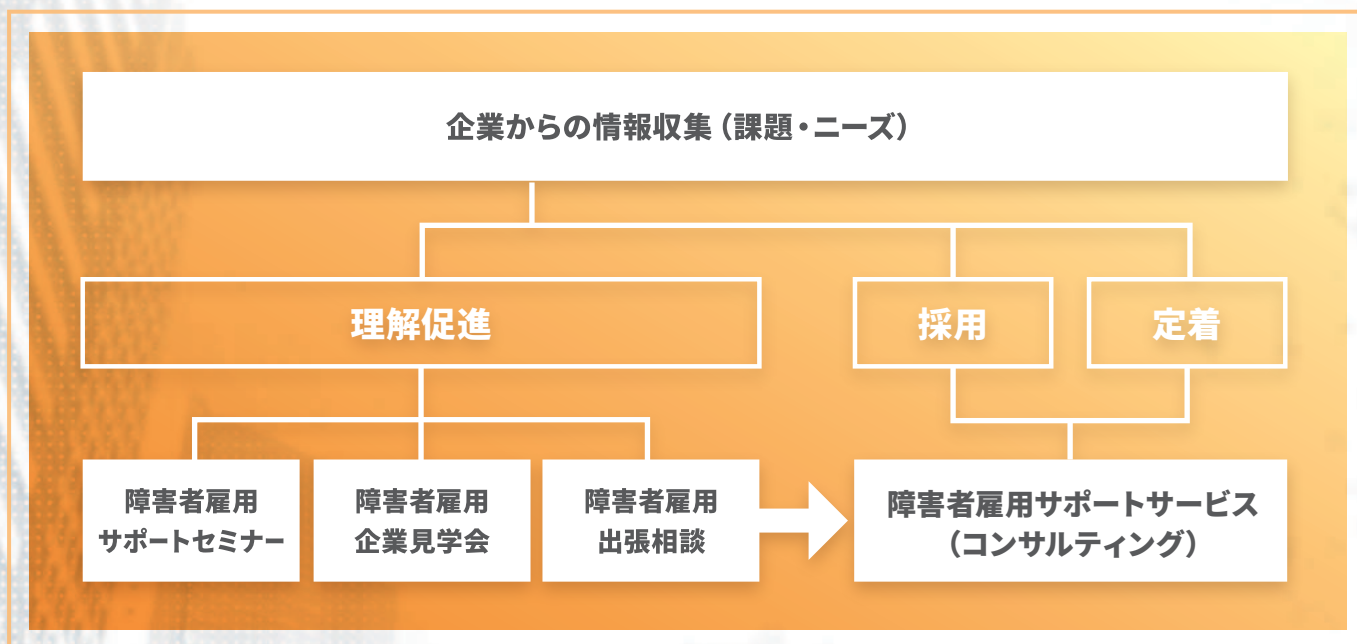 企業からの情報収集（課題・ニーズ）
理解促進
採用
定着
障害者雇用
サポートセミナー
障害者雇用
企業見学会
障害者雇用
出張相談
障害者雇用サポートサービス
（コンサルティング）